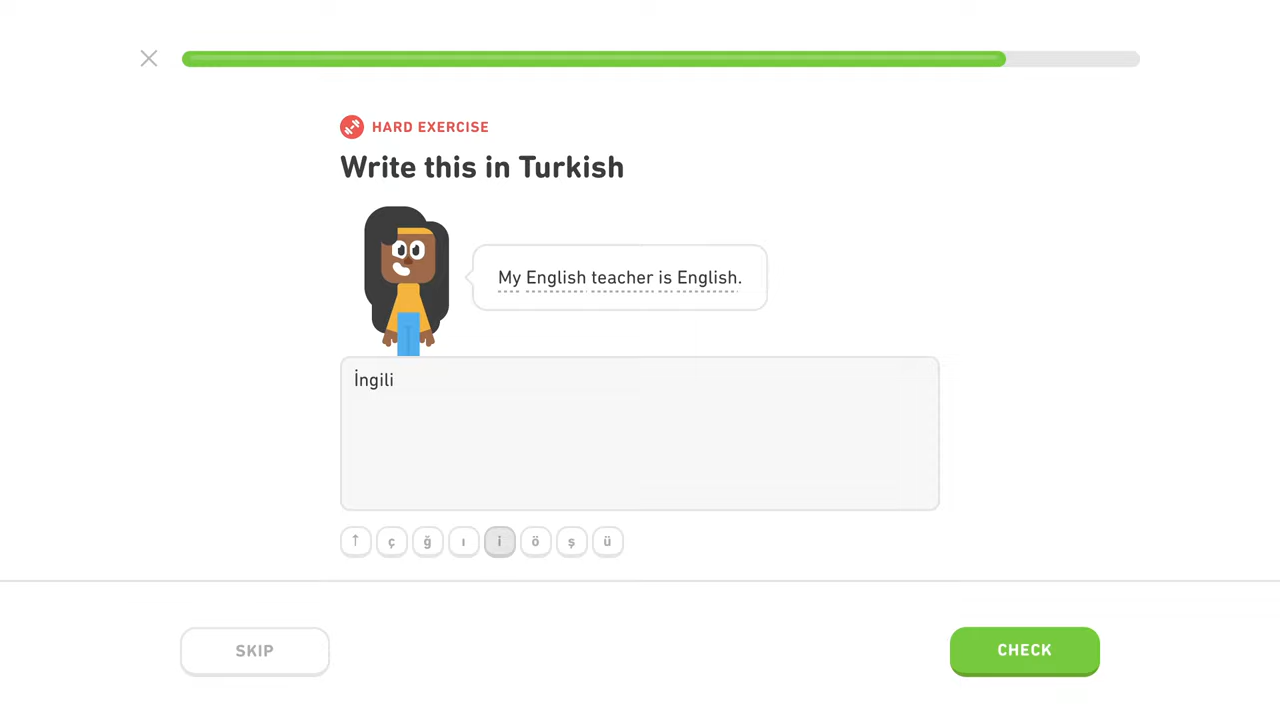 HARD EXERCISE
Write this in Turkish
My English teacher is English.
İngili
↑ ç ğ ı i ö ş ü
SKIP
CHECK